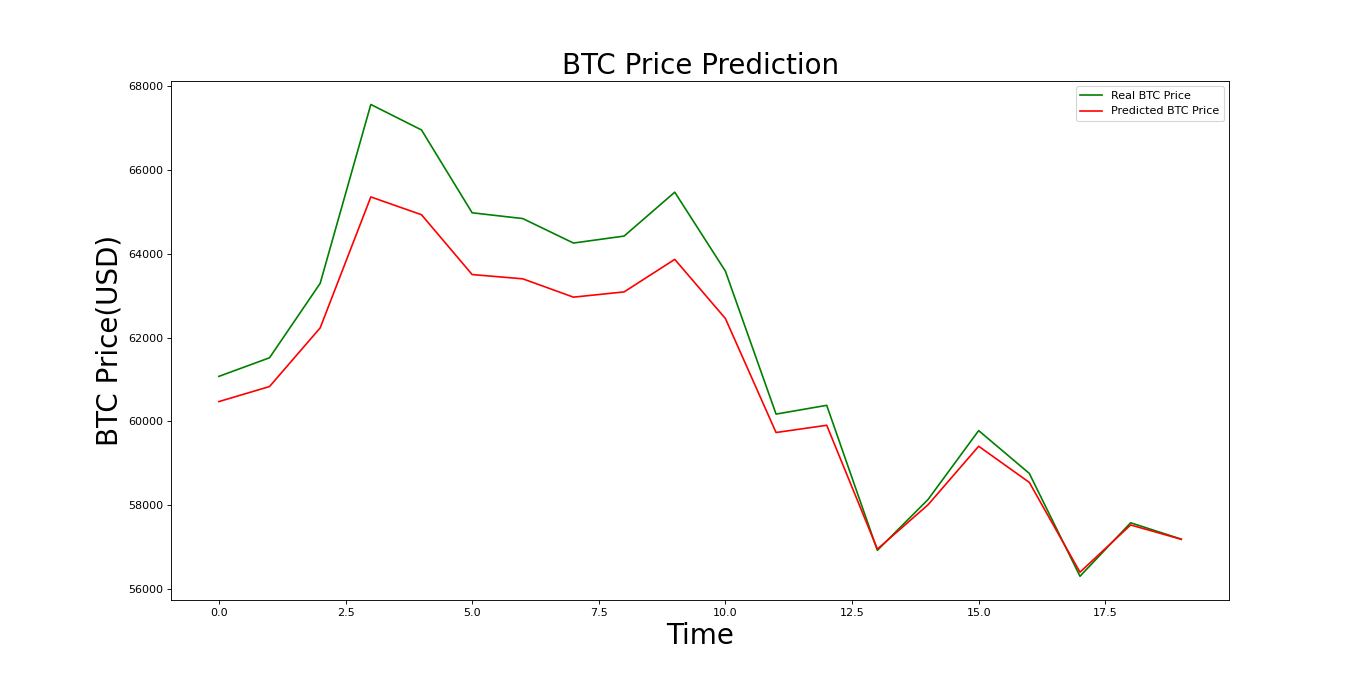 BTC Price Prediction
Real BTC Price
Predicted BTC Price
BTC Price(USD)
68000
66000
64000
62000
60000
58000
56000
0.0 2.5 5.0 7.5 10.0 12.5 15.0 17.5
Time